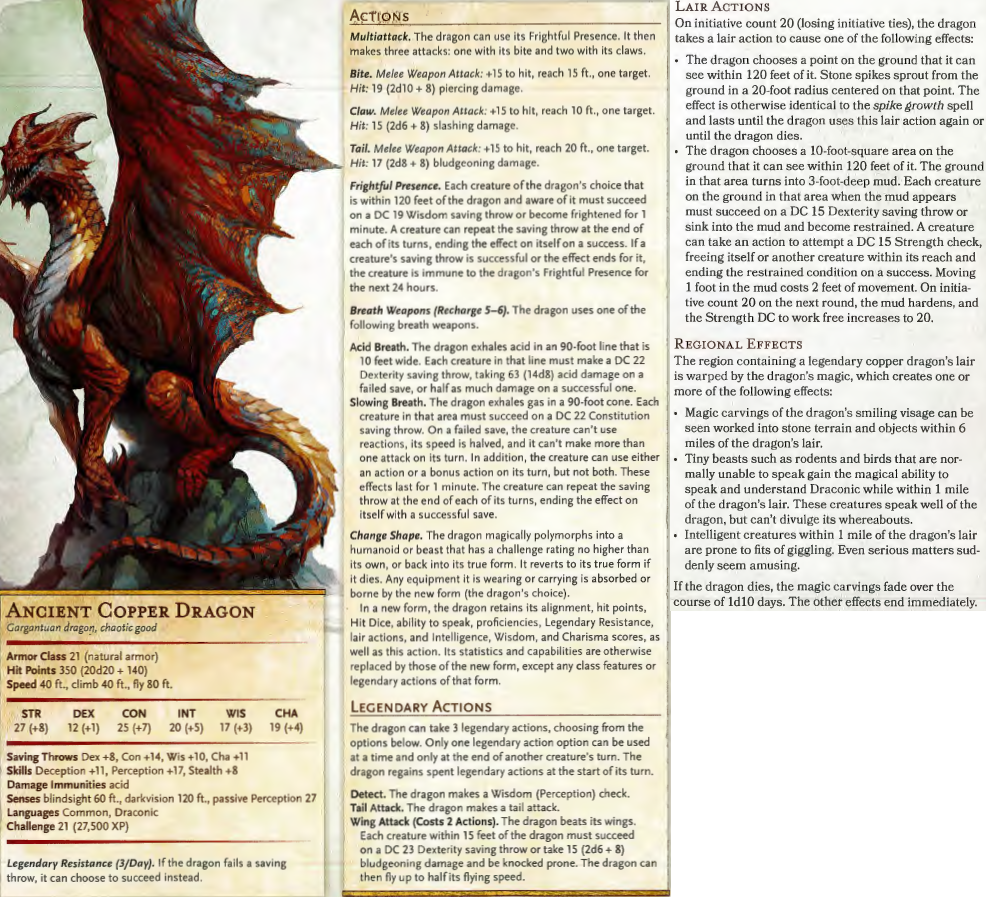 ANCIENT COPPER DRAGON
Gargantuan dragon, chaotic good
Armor Class 21 (natural armor)
Hit Points 350 (20d20 + 140)
Speed 40 ft., climb 40 ft., fly 80 ft.
STR DEX CON INT WIS CHA
27 (+8) 12 (+1) 25 (+7) 20 (+5) 17 (+3) 19 (+4)
Saving Throws Dex +8, Con +14, Wis +10, Cha +11
Skills Deception +11, Perception +17, Stealth +8
Damage Immunities acid
Senses blindsight 60 ft., darkvision 120 ft., passive Perception 27
Languages Common, Draconic
Challenge 21 (27,500 XP)
Legendary Resistance (3/Day). If the dragon fails a saving
throw, it can choose to succeed instead.
ACTIONS
Multiattack. The dragon can use its Frightful Presence. It then
makes three attacks: one with its bite and two with its claws.
Bite. Melee Weapon Attack: +15 to hit, reach 15 ft., one target.
Hit: 19 (2d10 + 8) piercing damage.
Claw. Melee Weapon Attack: +15 to hit, reach 10 ft., one target.
Hit: 15 (2d6 + 8) slashing damage.
Tail. Melee Weapon Attack: +15 to hit, reach 20 ft., one target.
Hit: 17 (2d8 + 8) bludgeoning damage.
Frightful Presence. Each creature of the dragon's choice that
is within 120 feet of the dragon and aware of it must succeed
on a DC 19 Wisdom saving throw or become frightened for 1
minute. A creature can repeat the saving throw at the end of
each of its turns, ending the effect on itself on a success. If a
creature's saving throw is successful or the effect ends for it,
the creature is immune to the dragon's Frightful Presence for
the next 24 hours.
Breath Weapons (Recharge 5–6). The dragon uses one of the
following breath weapons.
Acid Breath. The dragon exhales acid in an 90-foot line that is
10 feet wide. Each creature in that line must make a DC 22
Dexterity saving throw, taking 63 (14d8) acid damage on a
failed save, or half as much damage on a successful one.
Slowing Breath. The dragon exhales gas in a 90-foot cone. Each
creature in that area must succeed on a DC 22 Constitution
saving throw. On a failed save, the creature can't use
reactions, its speed is halved, and it can't make more than
one attack on its turn. In addition, the creature can use either
an action or a bonus action on its turn, but not both. These
effects last for 1 minute. The creature can repeat the saving
throw at the end of each of its turns, ending the effect on
itself with a successful save.
Change Shape. The dragon magically polymorphs into a
humanoid or beast that has a challenge rating no higher than
its own, or back into its true form. It reverts to its true form if
it dies. Any equipment it is wearing or carrying is absorbed or
borne by the new form (the dragon's choice).
In a new form, the dragon retains its alignment, hit points,
Hit Dice, ability to speak, proficiencies, Legendary Resistance,
lair actions, and Intelligence, Wisdom, and Charisma scores, as
well as this action. Its statistics and capabilities are otherwise
replaced by those of the new form, except any class features or
legendary actions of that form.
LEGENDARY ACTIONS
The dragon can take 3 legendary actions, choosing from the
options below. Only one legendary action option can be used
at a time and only at the end of another creature's turn. The
dragon regains spent legendary actions at the start of its turn.
Detect. The dragon makes a Wisdom (Perception) check.
Tail Attack. The dragon makes a tail attack.
Wing Attack (Costs 2 Actions). The dragon beats its wings.
Each creature within 15 feet of the dragon must succeed
on a DC 23 Dexterity saving throw or take 15 (2d6 + 8)
bludgeoning damage and be knocked prone. The dragon can
then fly up to half its flying speed.
LAIR ACTIONS
On initiative count 20 (losing initiative ties), the dragon
takes a lair action to cause one of the following effects:
• The dragon chooses a point on the ground that it can
see within 120 feet of it. Stone spikes sprout from the
ground in a 20-foot radius centered on that point. The
effect is otherwise identical to the spike growth spell
and lasts until the dragon uses this lair action again or
until the dragon dies.
• The dragon chooses a 10-foot-square area on the
ground that it can see within 120 feet of it. The ground
in that area turns into 3-foot-deep mud. Each creature
on the ground in that area when the mud appears
must succeed on a DC 15 Dexterity saving throw or
sink into the mud and become restrained. A creature
can take an action to attempt a DC 15 Strength check,
freeing itself or another creature within its reach and
ending the restrained condition on a success. Moving
1 foot in the mud costs 2 feet of movement. On initia-
tive count 20 on the next round, the mud hardens, and
the Strength DC to work free increases to 20.
REGIONAL EFFECTS
The region containing a legendary copper dragon's lair
is warped by the dragon's magic, which creates one or
more of the following effects:
• Magic carvings of the dragon's smiling visage can be
seen worked into stone terrain and objects within 6
miles of the dragon's lair.
• Tiny beasts such as rodents and birds that are nor-
mally unable to speak gain the magical ability to
speak and understand Draconic while within 1 mile
of the dragon's lair. These creatures speak well of the
dragon, but can't divulge its whereabouts.
• Intelligent creatures within 1 mile of the dragon's lair
are prone to fits of giggling. Even serious matters sud-
denly seem amusing.
If the dragon dies, the magic carvings fade over the
course of 1d10 days. The other effects end immediately.